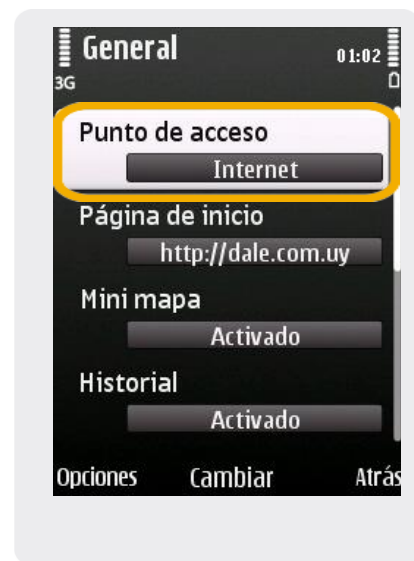 General
01:02
3G
Punto de acceso
Internet
Página de inicio
http://dale.com.uy
Mini mapa
Activado
Historial
Activado
Opciones Cambiar Atrás